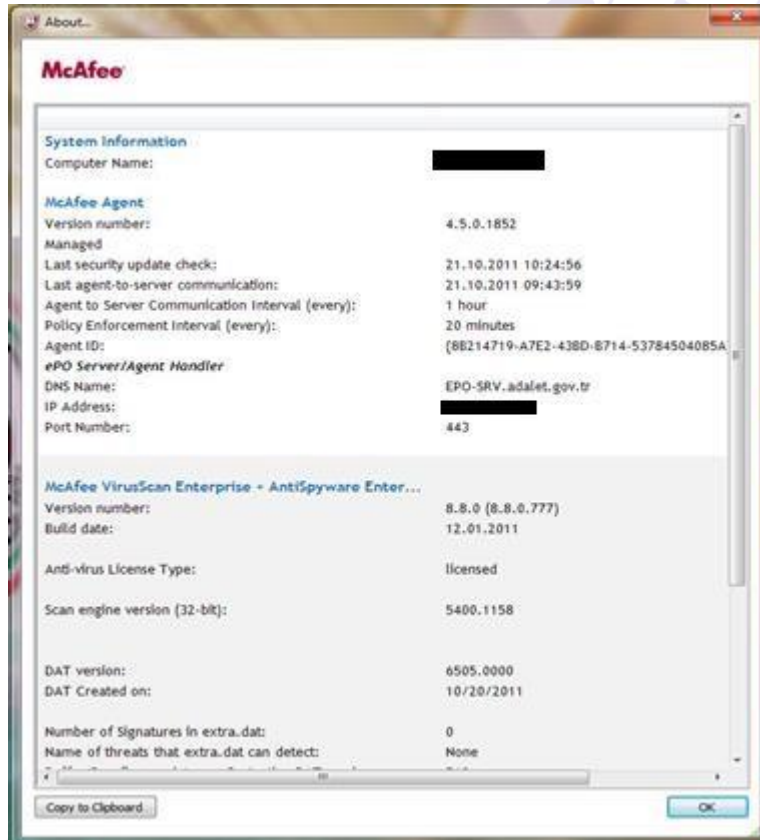 About...
McAfee
System Information
Computer Name:
McAfee Agent
Version number: 4.5.0.1852
Managed
Last security update check: 21.10.2011 10:24:56
Last agent-to-server communication: 21.10.2011 09:43:59
Agent to Server Communication Interval (every): 1 hour
Policy Enforcement Interval (every): 20 minutes
Agent ID: {8B214719-A7E2-43BD-B714-53784504085A
ePO Server/Agent Handler
DNS Name: EPO-SRV.adalet.gov.tr
IP Address:
Port Number: 443
McAfee VirusScan Enterprise + AntiSpyware Enter...
Version number: 8.8.0 (8.8.0.777)
Build date: 12.01.2011
Anti-virus License Type: licensed
Scan engine version (32-bit): 5400.1158
DAT version: 6505.0000
DAT Created on: 10/20/2011
Number of Signatures in extra.dat: 0
Name of threats that extra.dat can detect: None
Copy to Clipboard
OK